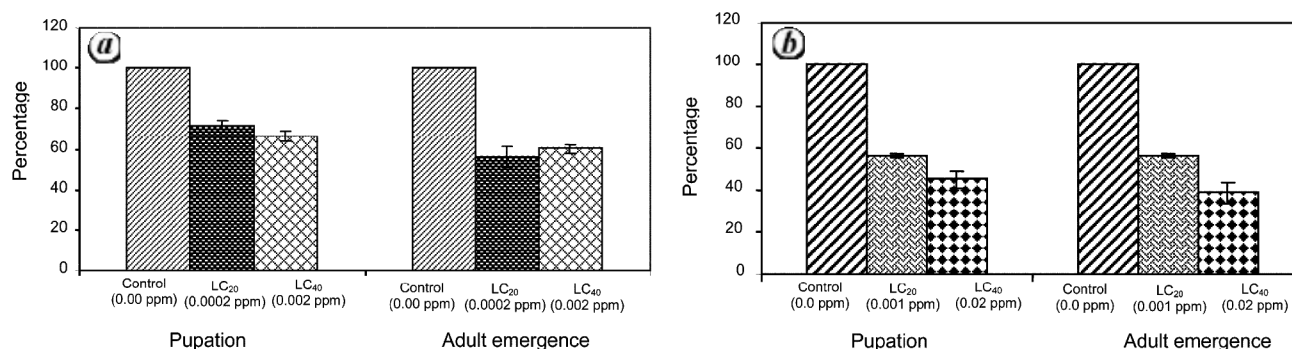 a
Percentage
120
100
80
60
40
20
0
Control LC₂₀ LC₄₀ Control LC₂₀ LC₄₀
(0.00 ppm) (0.0002 ppm) (0.002 ppm) (0.00 ppm) (0.0002 ppm) (0.002 ppm)
Pupation Adult emergence
b
Percentage
120
100
80
60
40
20
0
Control LC₂₀ LC₄₀ Control LC₂₀ LC₄₀
(0.0 ppm) (0.001 ppm) (0.02 ppm) (0.0 ppm) (0.001 ppm) (0.02 ppm)
Pupation Adult emergence